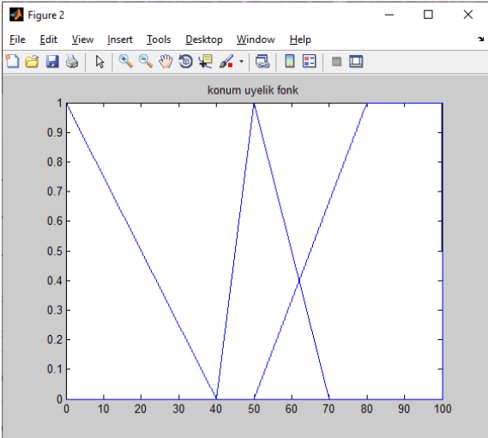 Figure 2
File Edit View Insert Tools Desktop Window Help
konum uyelik fonk
1
0.9
0.8
0.7
0.6
0.5
0.4
0.3
0.2
0.1
0
0 10 20 30 40 50 60 70 80 90 100